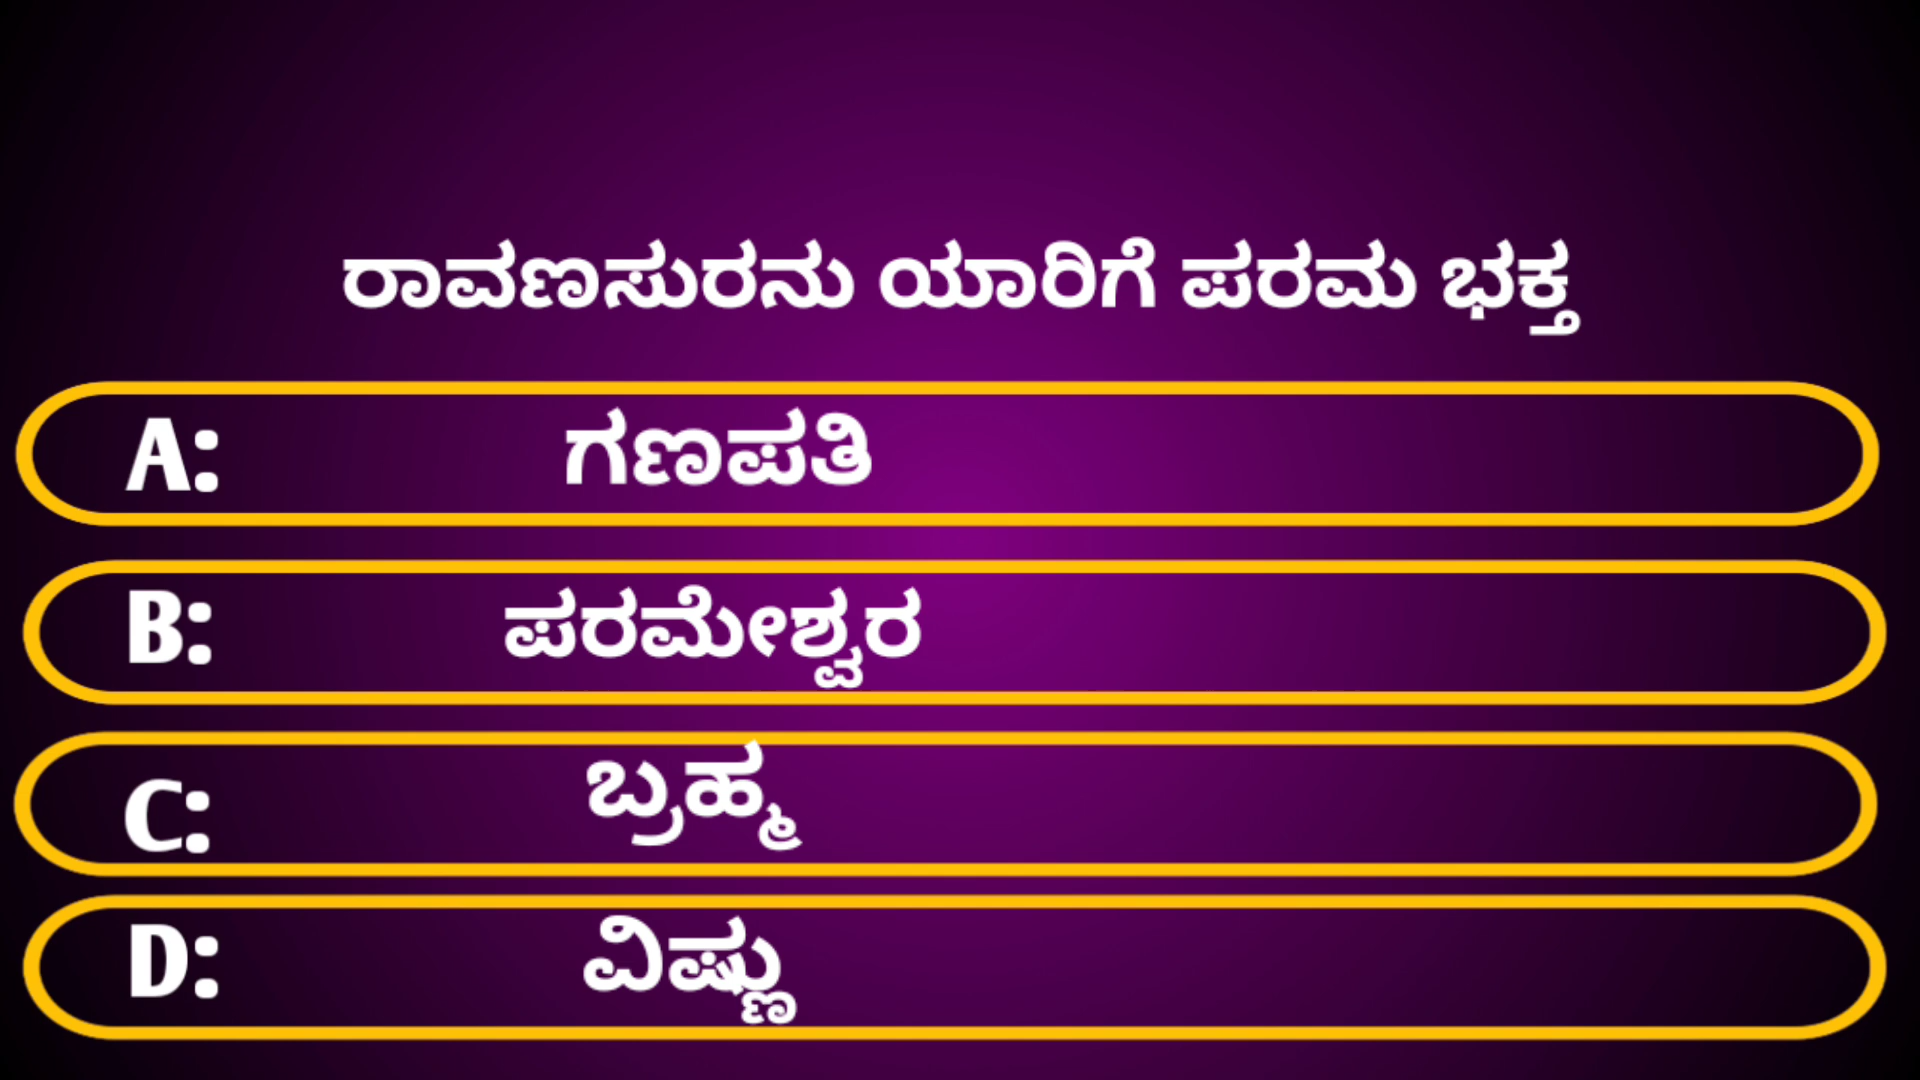 ರಾವಣಸುರನು ಯಾರಿಗೆ ಪರಮ ಭಕ್ತ
A: ಗಣಪತಿ
B: ಪರಮೇಶ್ವರ
C: ಬ್ರಹ್ಮ
D: ವಿಷ್ಣು